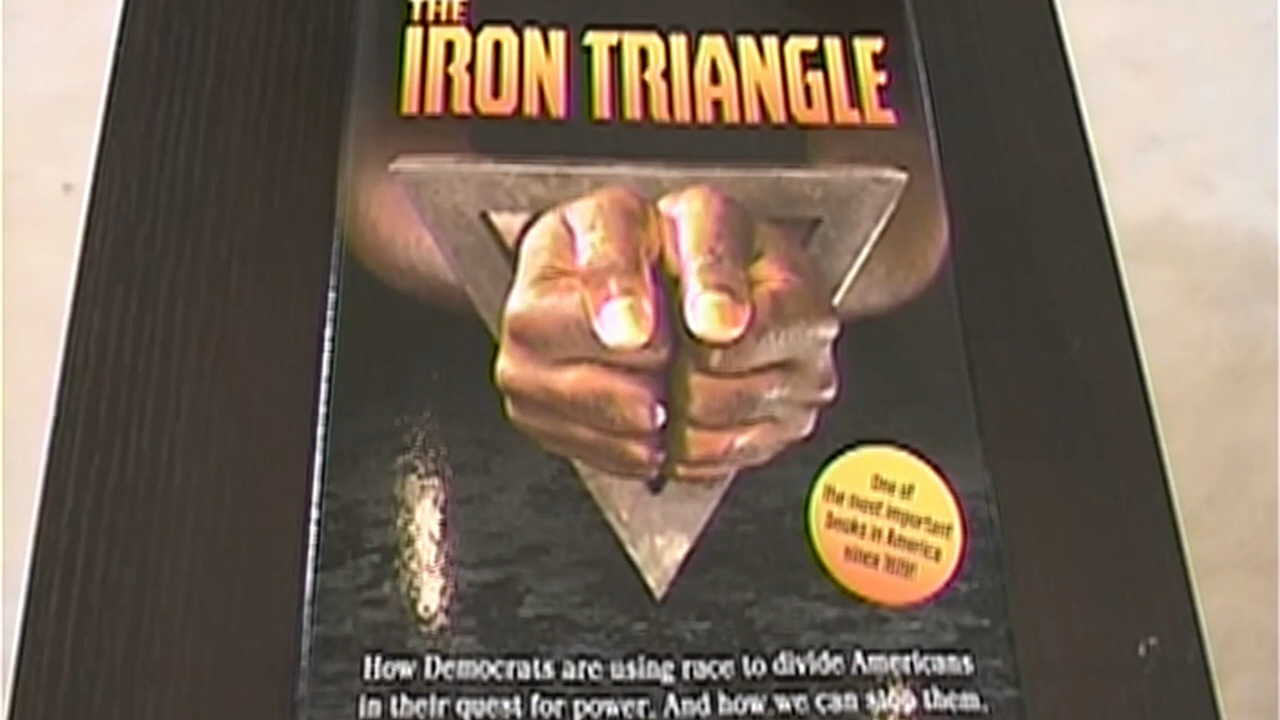 THE
IRON TRIANGLE
One of
the most important
Books in America
since
How Democrats are using race to divide Americans
in their quest for power. And how we can stop them.